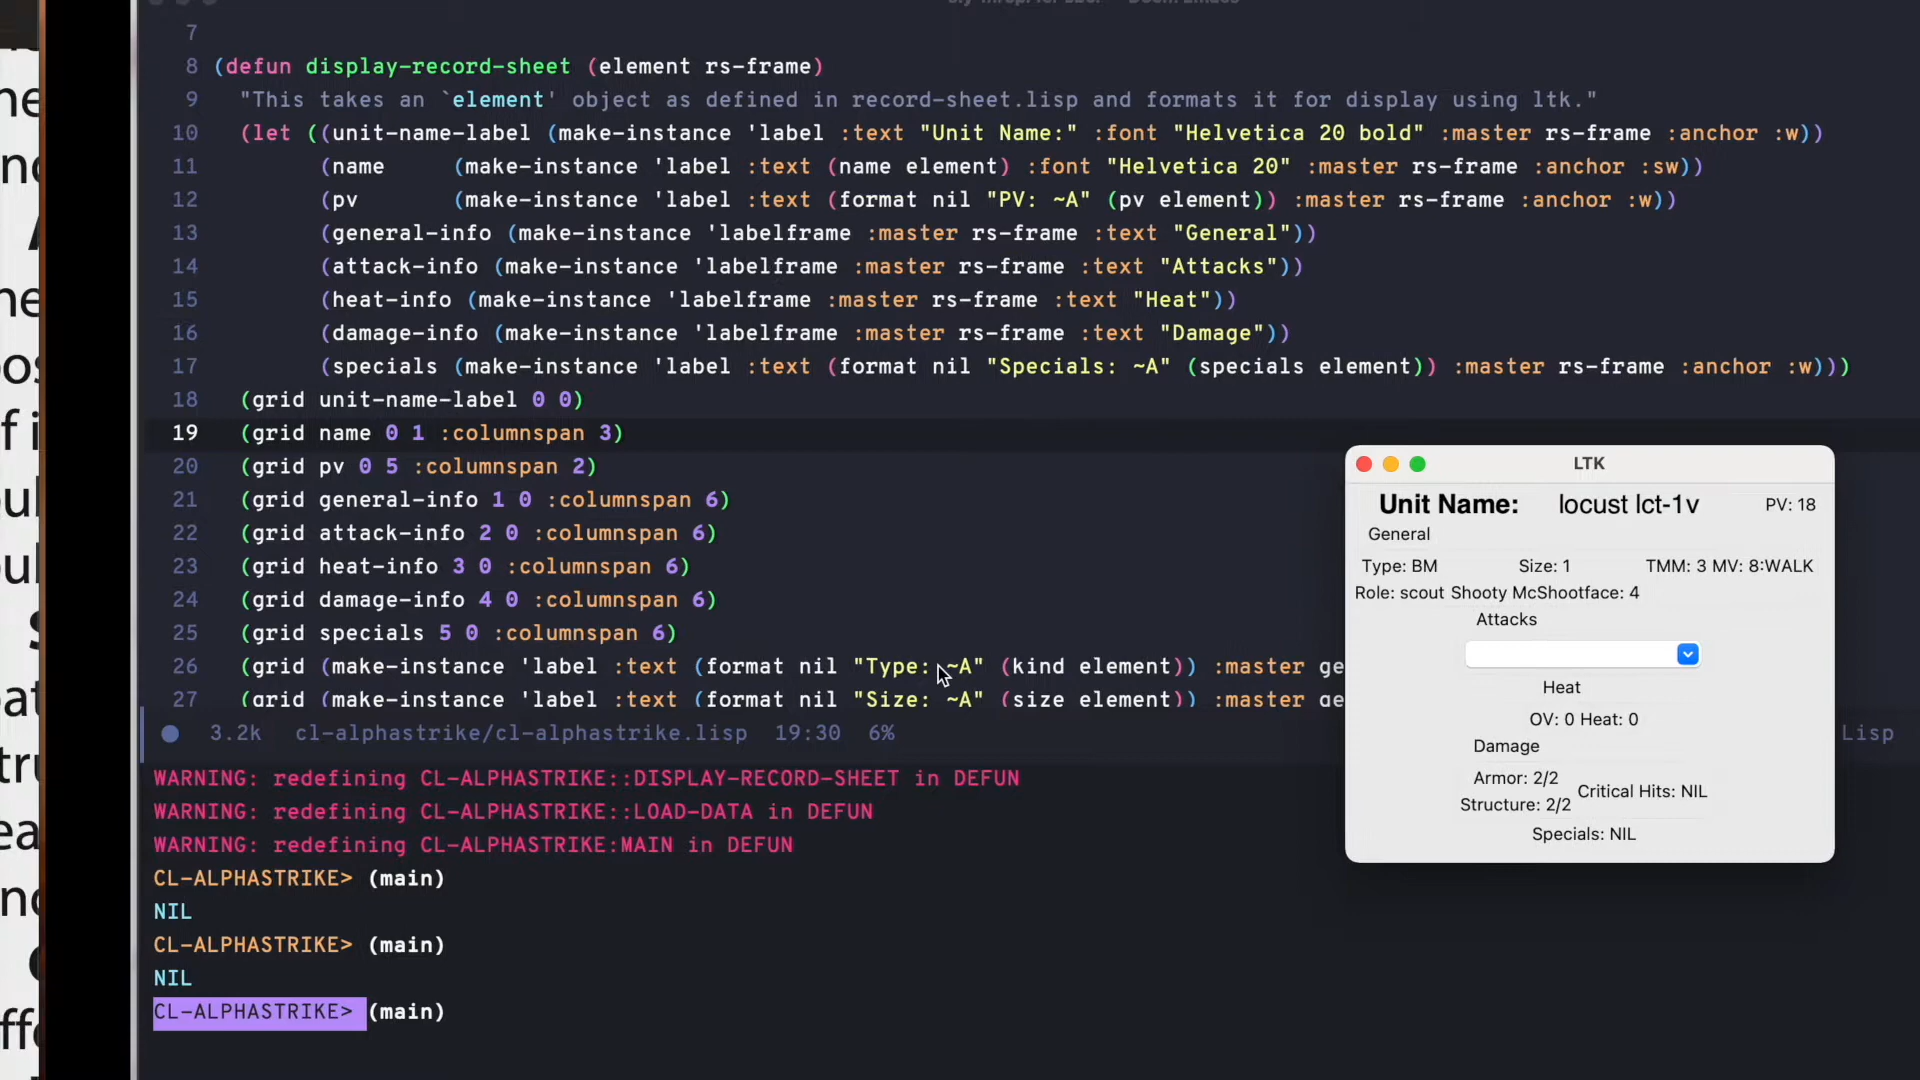 7
8 (defun display-record-sheet (element rs-frame)
9 "This takes an `element' object as defined in record-sheet.lisp and formats it for display using ltk."
10 (let ((unit-name-label (make-instance 'label :text "Unit Name:" :font "Helvetica 20 bold" :master rs-frame :anchor :w))
11 (name (make-instance 'label :text (name element) :font "Helvetica 20" :master rs-frame :anchor :sw))
12 (pv (make-instance 'label :text (format nil "PV: ~A" (pv element)) :master rs-frame :anchor :w))
13 (general-info (make-instance 'labelframe :master rs-frame :text "General"))
14 (attack-info (make-instance 'labelframe :master rs-frame :text "Attacks"))
15 (heat-info (make-instance 'labelframe :master rs-frame :text "Heat"))
16 (damage-info (make-instance 'labelframe :master rs-frame :text "Damage"))
17 (specials (make-instance 'label :text (format nil "Specials: ~A" (specials element)) :master rs-frame :anchor :w)))
18 (grid unit-name-label 0 0)
19 (grid name 0 1 :columnspan 3)
20 (grid pv 0 5 :columnspan 2)
21 (grid general-info 1 0 :columnspan 6)
22 (grid attack-info 2 0 :columnspan 6)
23 (grid heat-info 3 0 :columnspan 6)
24 (grid damage-info 4 0 :columnspan 6)
25 (grid specials 5 0 :columnspan 6)
26 (grid (make-instance 'label :text (format nil "Type: ~A" (kind element)) :master ge
27 (grid (make-instance 'label :text (format nil "Size: ~A" (size element)) :master ge
3.2k cl-alphastrike/cl-alphastrike.lisp 19:30 6% Lisp
WARNING: redefining CL-ALPHASTRIKE::DISPLAY-RECORD-SHEET in DEFUN
WARNING: redefining CL-ALPHASTRIKE::LOAD-DATA in DEFUN
WARNING: redefining CL-ALPHASTRIKE:MAIN in DEFUN
CL-ALPHASTRIKE> (main)
NIL
CL-ALPHASTRIKE> (main)
NIL
CL-ALPHASTRIKE> (main)
LTK
Unit Name: locust lct-1v PV: 18
General
Type: BM Size: 1 TMM: 3 MV: 8:WALK
Role: scout Shooty McShootface: 4
Attacks
Heat
OV: 0 Heat: 0
Damage
Armor: 2/2
Critical Hits: NIL
Structure: 2/2
Specials: NIL